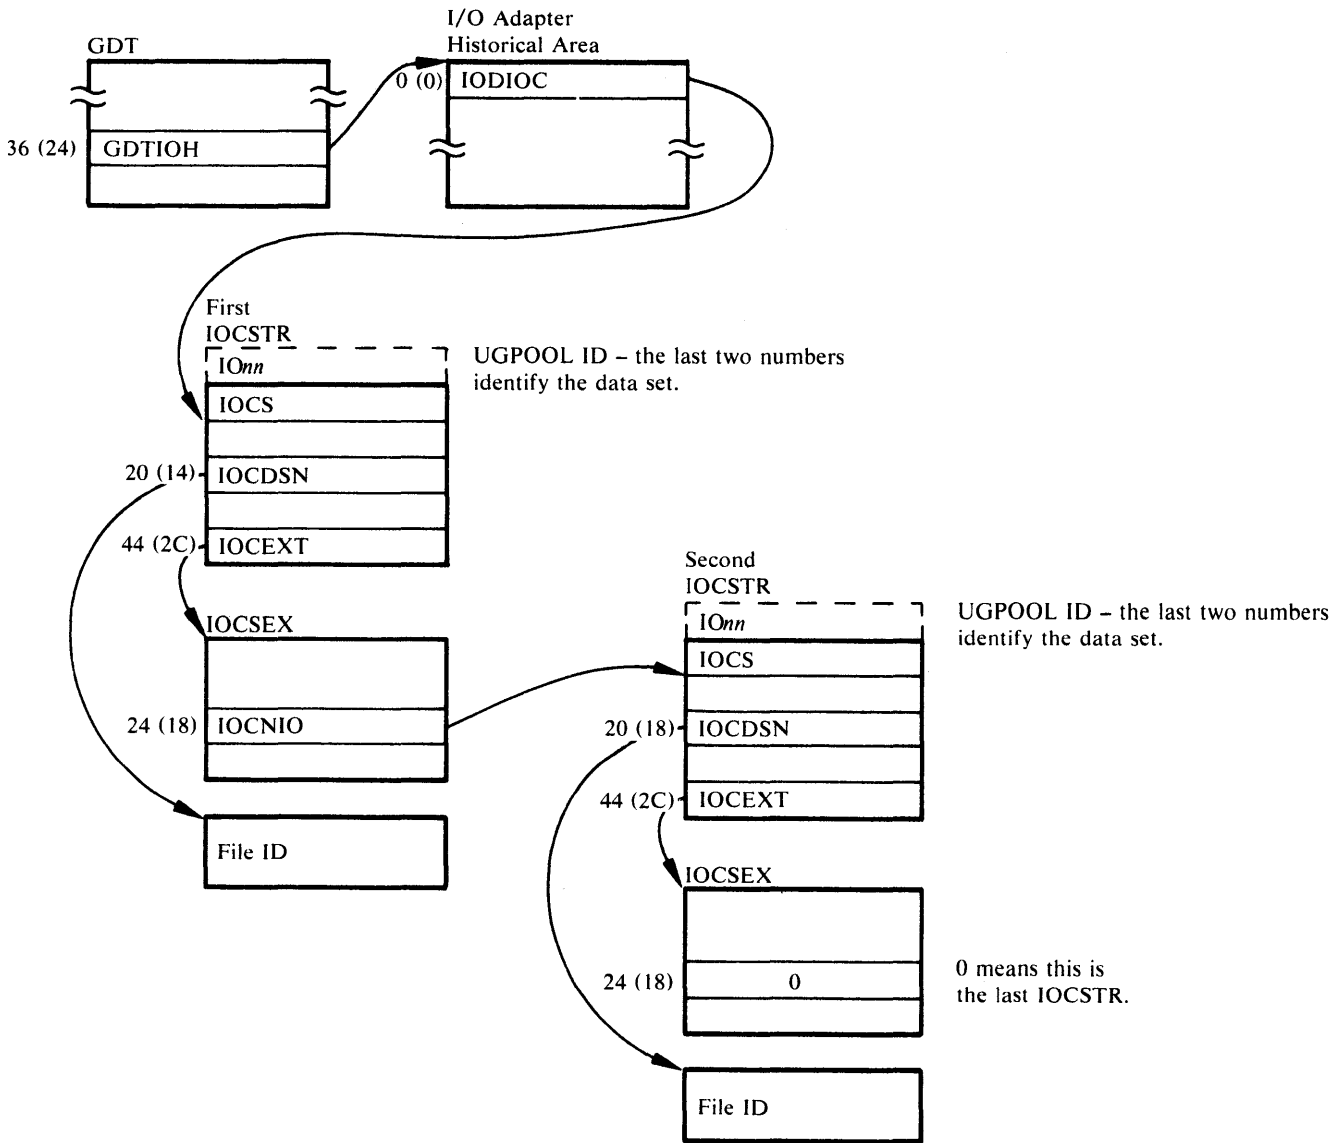 I/O Adapter
Historical Area
GDT
0 (0)
IODIOC
36 (24)
GDTIOH
First
IOCSTR
IOnn
UGPOOL ID – the last two numbers
identify the data set.
IOCS
20 (14)
IOCDSN
44 (2C)
IOCEXT
IOCSEX
24 (18)
IOCNIO
File ID
Second
IOCSTR
IOnn
UGPOOL ID – the last two numbers
identify the data set.
IOCS
20 (18)
IOCDSN
44 (2C)
IOCEXT
IOCSEX
24 (18)
0
0 means this is
the last IOCSTR.
File ID